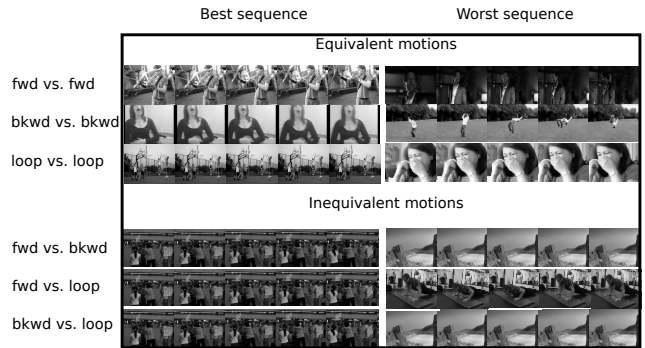 Best sequence Worst sequence
Equivalent motions
fwd vs. fwd
bkwd vs. bkwd
loop vs. loop
Inequivalent motions
fwd vs. bkwd
fwd vs. loop
bkwd vs. loop